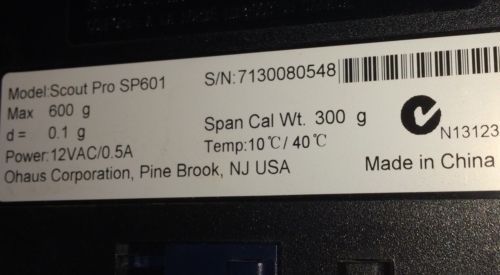 Model:Scout Pro SP601 S/N:7130080548
Max 600 g
d = 0.1 g Span Cal Wt. 300 g
Power:12VAC/0.5A Temp:10℃/ 40℃ N13123
Ohaus Corporation, Pine Brook, NJ USA Made in China